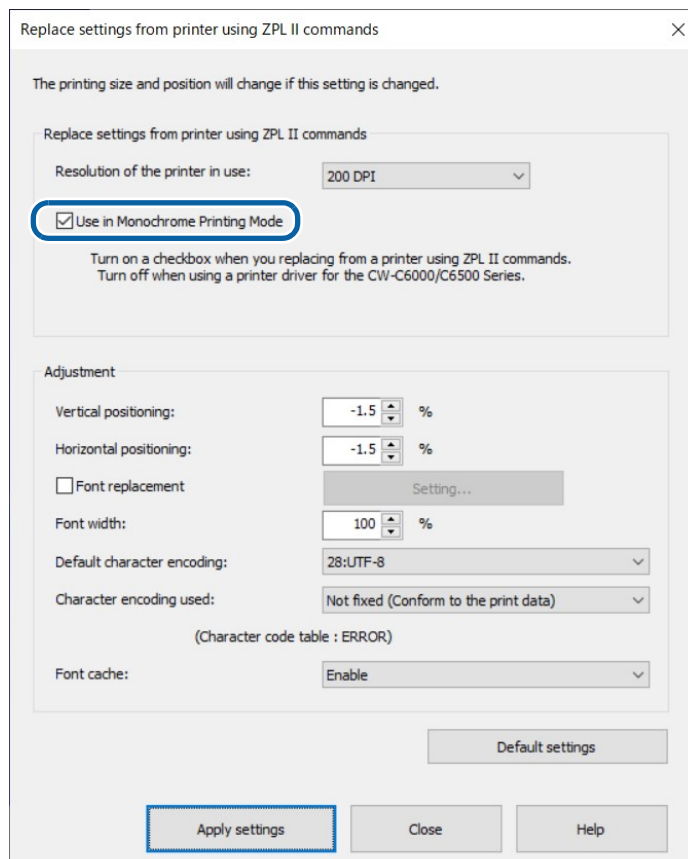 Replace settings from printer using ZPL II commands
The printing size and position will change if this setting is changed.
Replace settings from printer using ZPL II commands
Resolution of the printer in use: 200 DPI
Use in Monochrome Printing Mode
Turn on a checkbox when you replacing from a printer using ZPL II commands.
Turn off when using a printer driver for the CW-C6000/C6500 Series.
Adjustment
Vertical positioning: -1.5 %
Horizontal positioning: -1.5 %
Font replacement Setting...
Font width: 100 %
Default character encoding: 28:UTF-8
Character encoding used: Not fixed (Conform to the print data)
(Character code table : ERROR)
Font cache: Enable
Default settings
Apply settings Close Help